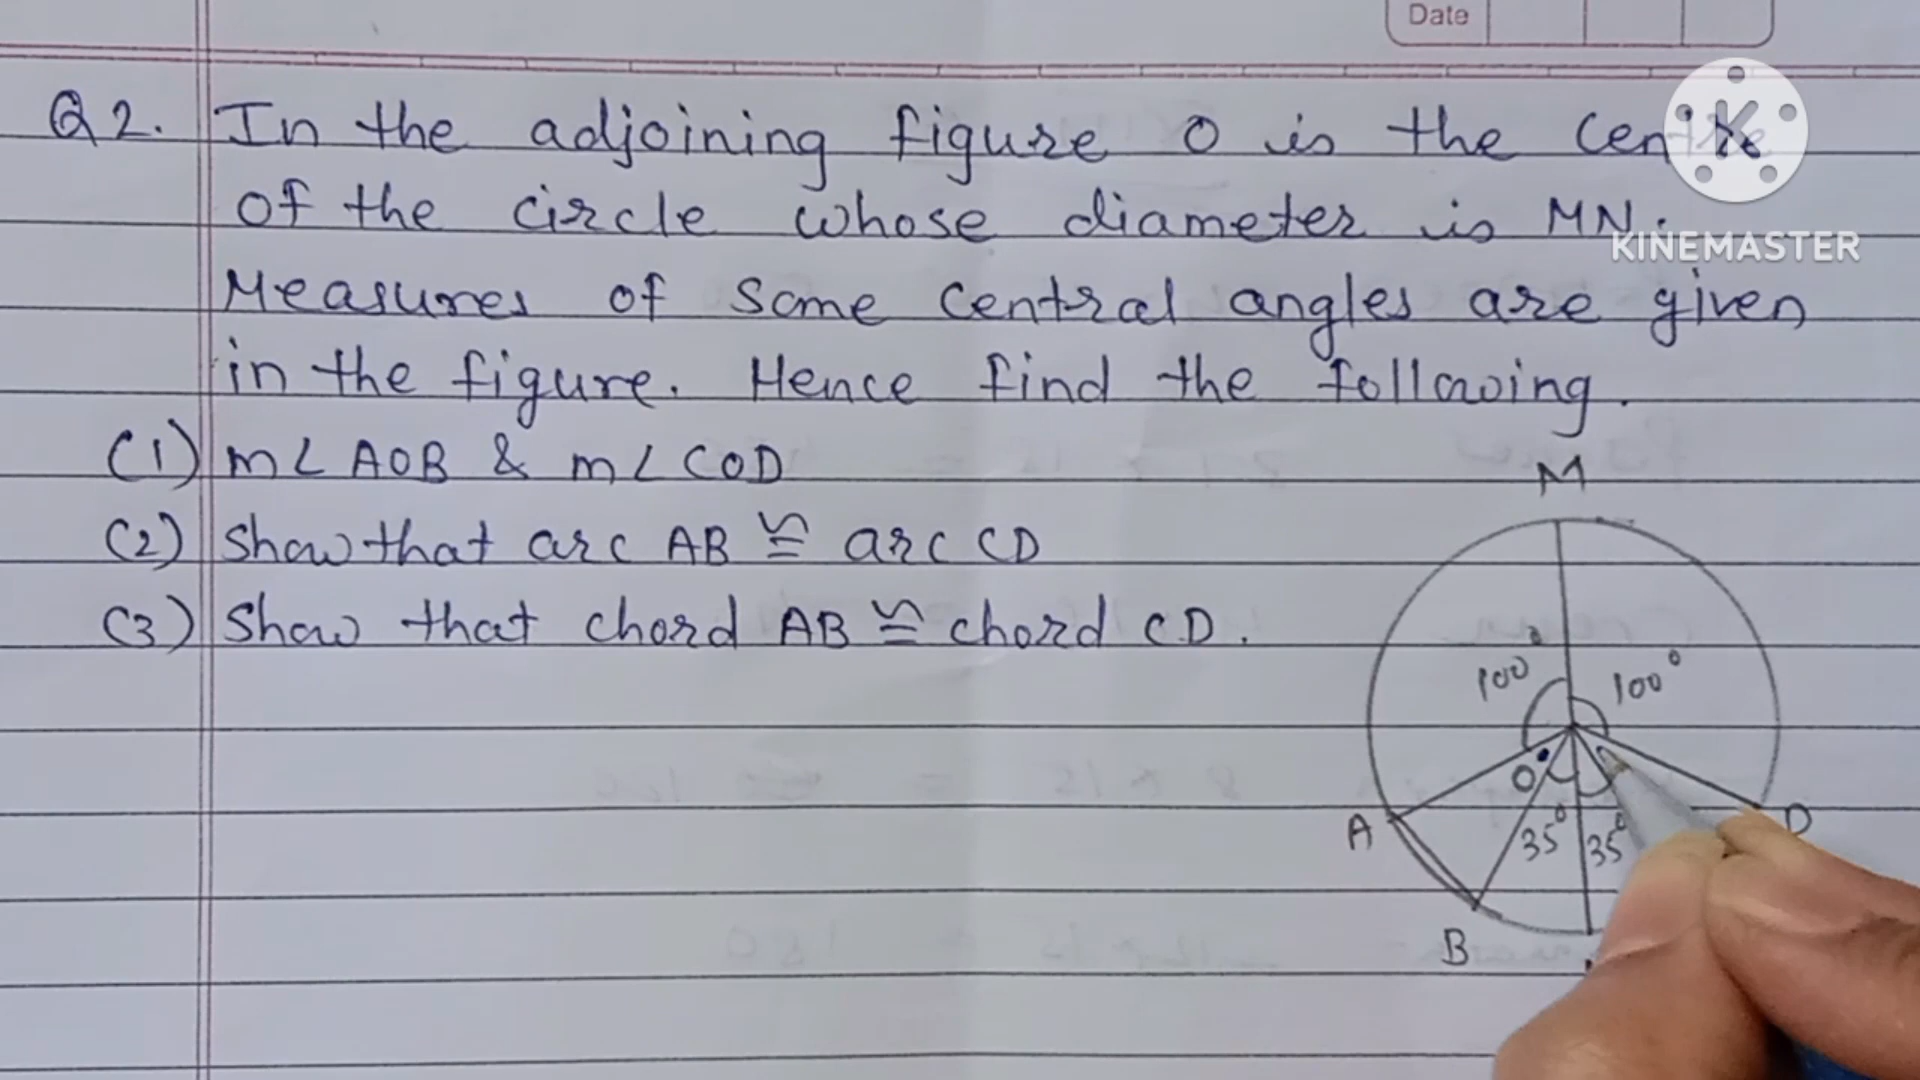 Date
Q2. In the adjoining figure O is the centre
of the circle whose diameter is MN.
KINEMASTER
Measures of some central angles are given
in the figure. Hence find the following.
(1) m∠AOB & m∠COD
M
(2) Show that arc AB ≅ arc CD
(3) Show that chord AB ≅ chord CD.
100° 100°
O
A 35° 35° D
B